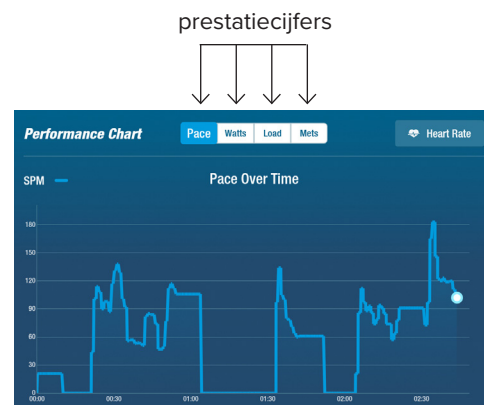 prestatiecijfers
Performance Chart Pace Watts Load Mets Heart Rate
SPM Pace Over Time
180
150
120
90
60
30
0
00:00 00:30 01:00 01:30 02:00 02:30